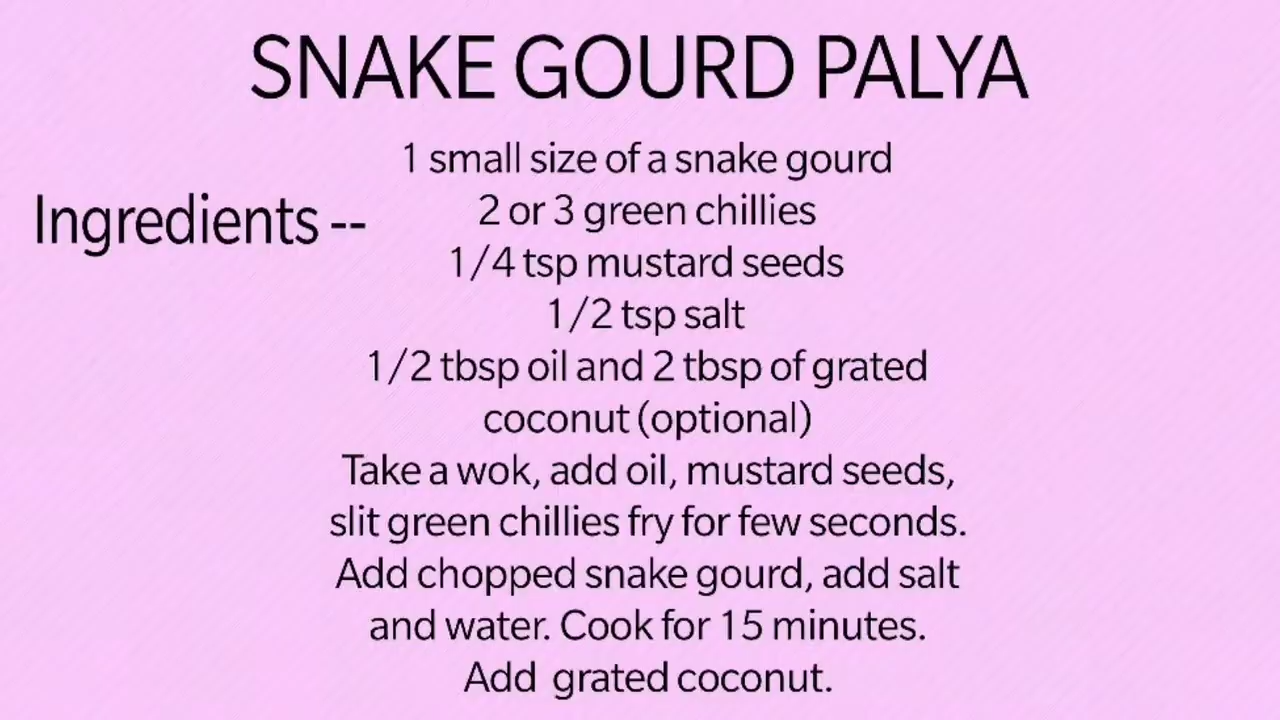 SNAKE GOURD PALYA
1 small size of a snake gourd
Ingredients --
2 or 3 green chillies
1/4 tsp mustard seeds
1/2 tsp salt
1/2 tbsp oil and 2 tbsp of grated
coconut (optional)
Take a wok, add oil, mustard seeds,
slit green chillies fry for few seconds.
Add chopped snake gourd, add salt
and water. Cook for 15 minutes.
Add grated coconut.